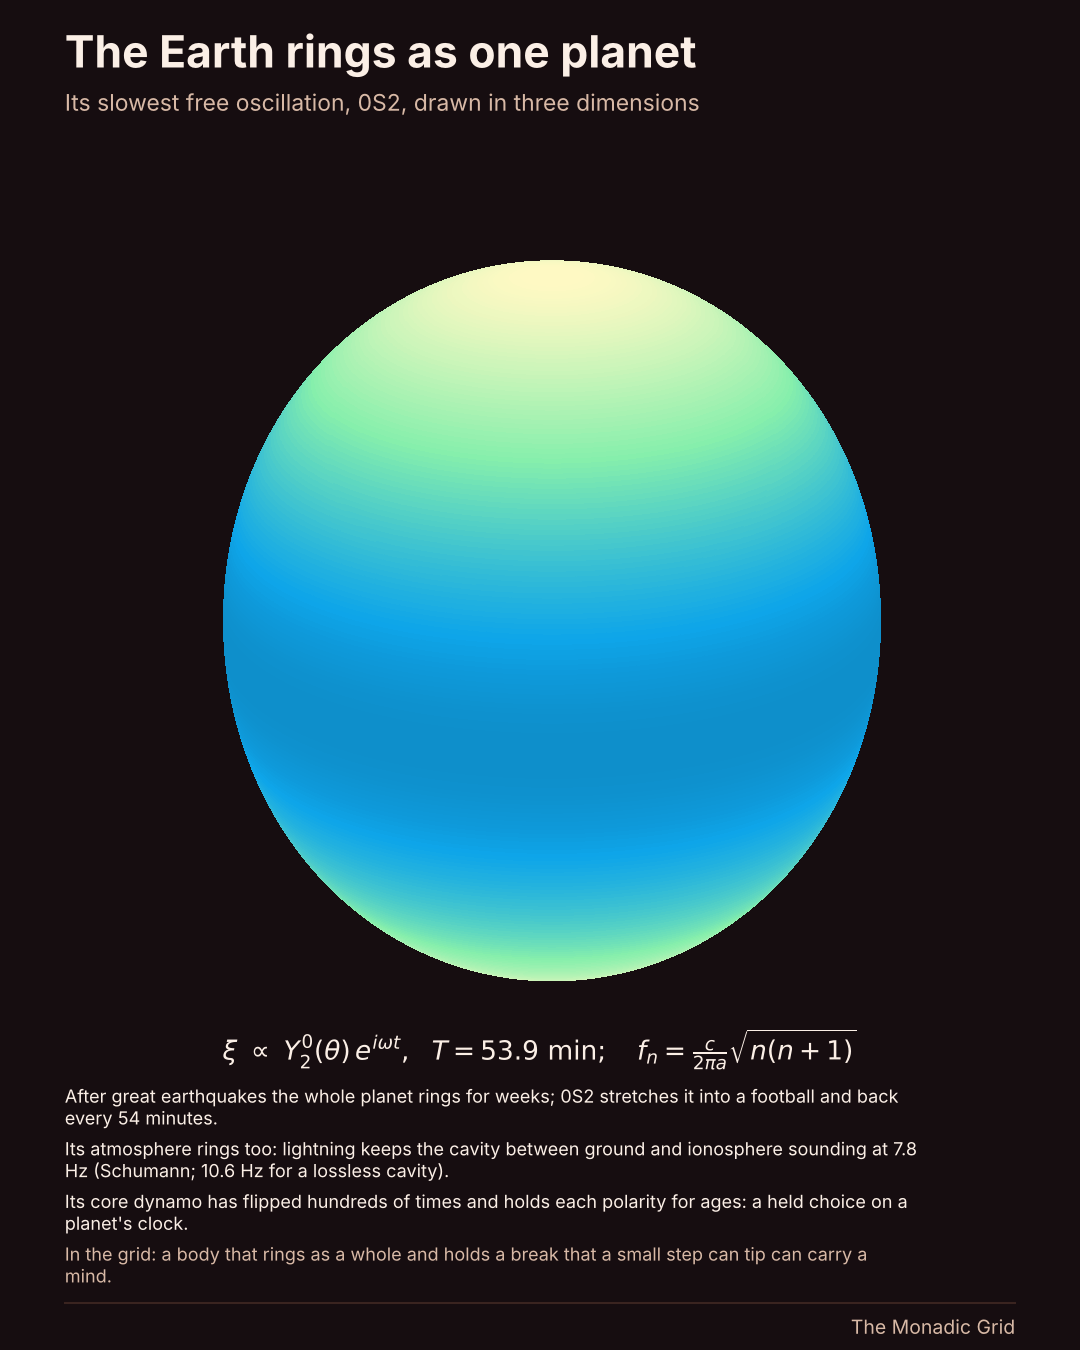 The Earth rings as one planet
Its slowest free oscillation, 0S2, drawn in three dimensions
ξ ∝ Y₂⁰(θ) e^{iωt},   T = 53.9 min;   f_n = c/(2πa) √(n(n + 1))
After great earthquakes the whole planet rings for weeks; 0S2 stretches it into a football and back
every 54 minutes.
Its atmosphere rings too: lightning keeps the cavity between ground and ionosphere sounding at 7.8
Hz (Schumann; 10.6 Hz for a lossless cavity).
Its core dynamo has flipped hundreds of times and holds each polarity for ages: a held choice on a
planet's clock.
In the grid: a body that rings as a whole and holds a break that a small step can tip can carry a
mind.
The Monadic Grid